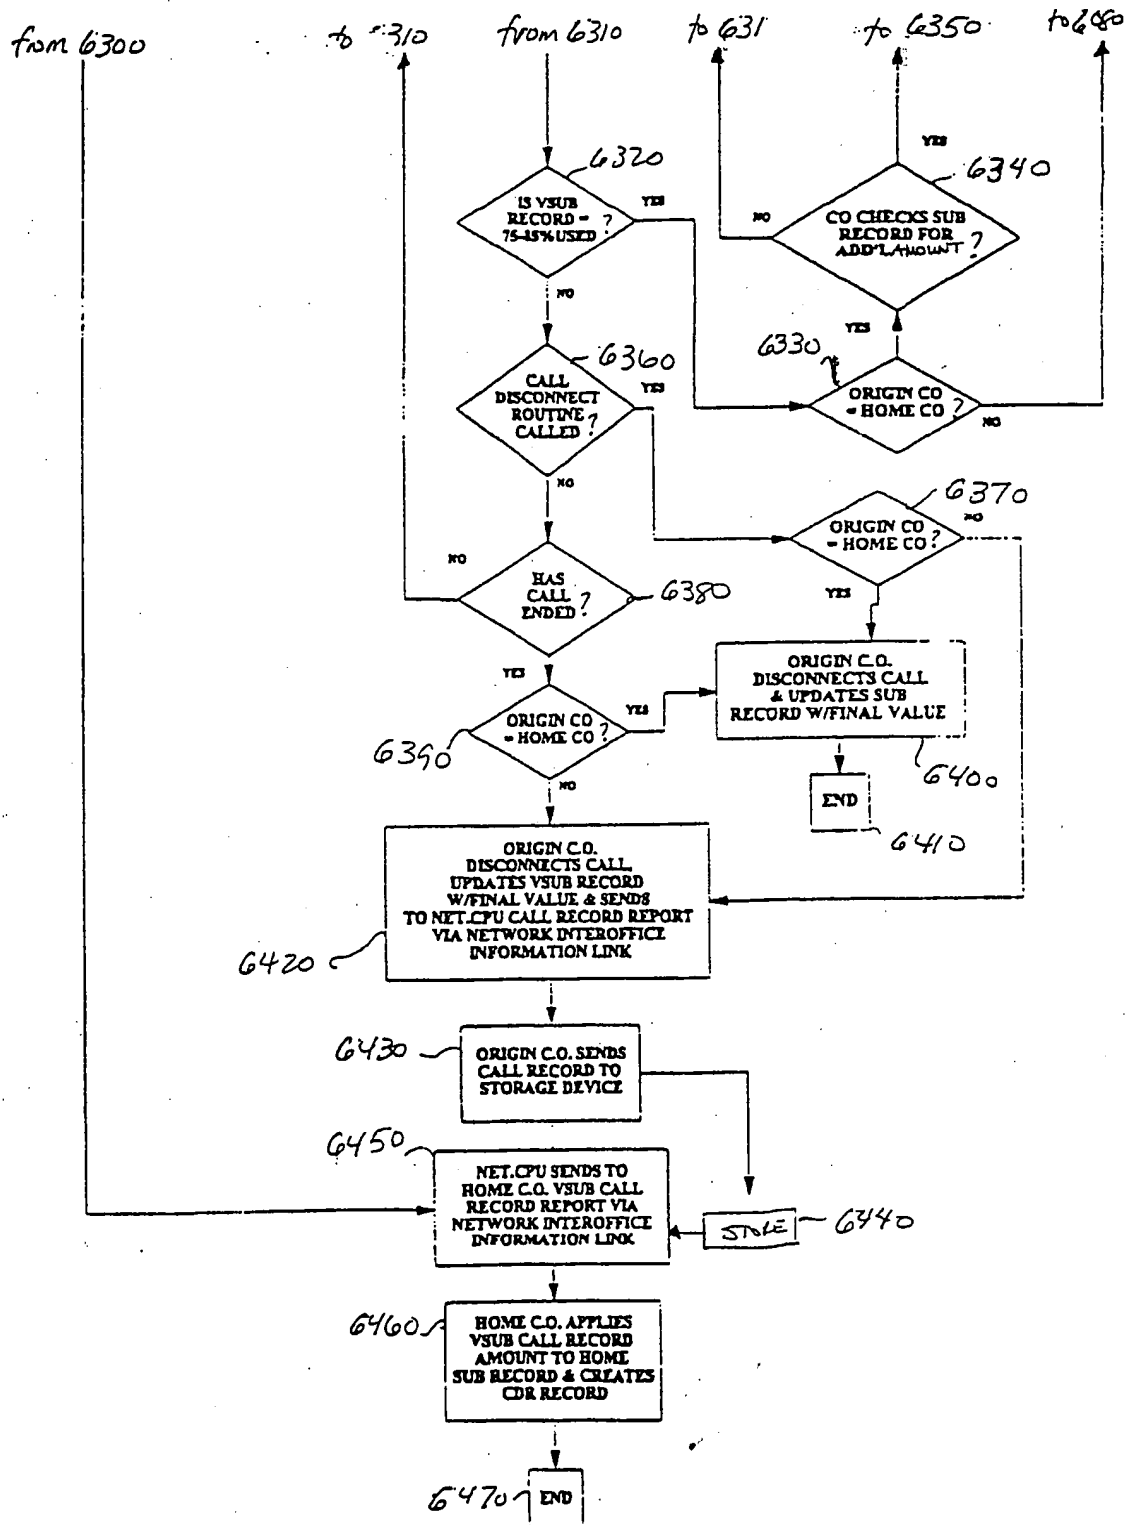 from 6300
to 310
from 6310
to 631
to 6350
to 6080
6320
IS VSUB
RECORD =
75-85% USED ?
YES
NO
YES
6340
CO CHECKS SUB
RECORD FOR
ADD'L AMOUNT ?
NO
YES
6330
ORIGIN CO
= HOME CO ?
NO
6360
CALL
DISCONNECT
ROUTINE
CALLED ?
YES
NO
6370
ORIGIN CO
= HOME CO ?
NO
YES
NO
HAS
CALL
ENDED ?
6380
YES
ORIGIN C.O.
DISCONNECTS CALL
& UPDATES SUB
RECORD W/FINAL VALUE
6400
END
6410
ORIGIN CO
= HOME CO ?
YES
6390
NO
ORIGIN C.O.
DISCONNECTS CALL,
UPDATES VSUB RECORD
W/FINAL VALUE & SENDS
TO NET.CPU CALL RECORD REPORT
VIA NETWORK INTEROFFICE
INFORMATION LINK
6420
6430
ORIGIN C.O. SENDS
CALL RECORD TO
STORAGE DEVICE
6450
NET.CPU SENDS TO
HOME C.O. VSUB CALL
RECORD REPORT VIA
NETWORK INTEROFFICE
INFORMATION LINK
STORE
6440
6460
HOME C.O. APPLIES
VSUB CALL RECORD
AMOUNT TO HOME
SUB RECORD & CREATES
CDR RECORD
6470
END